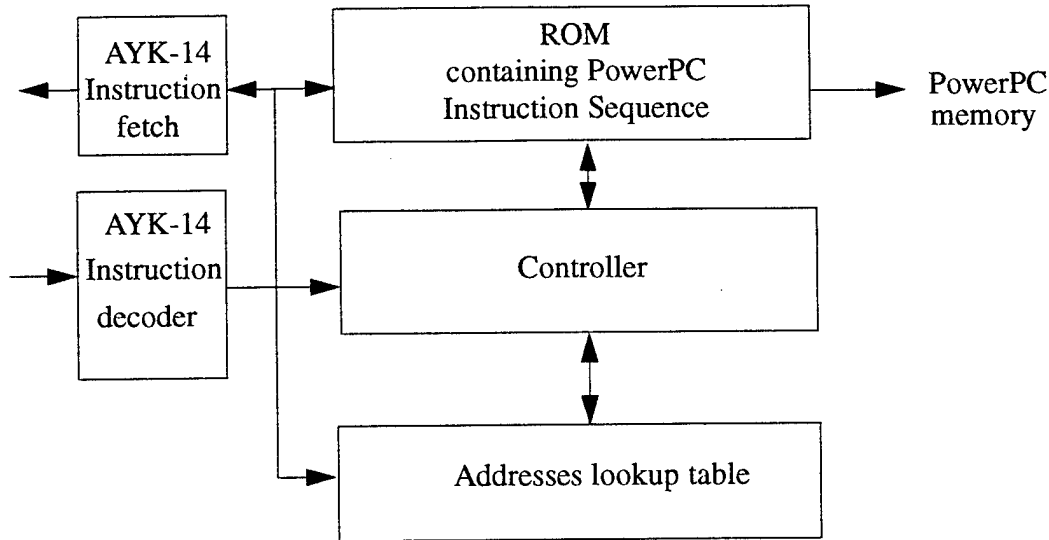 AYK-14
Instruction
fetch
ROM
containing PowerPC
Instruction Sequence
PowerPC
memory
AYK-14
Instruction
decoder
Controller
Addresses lookup table